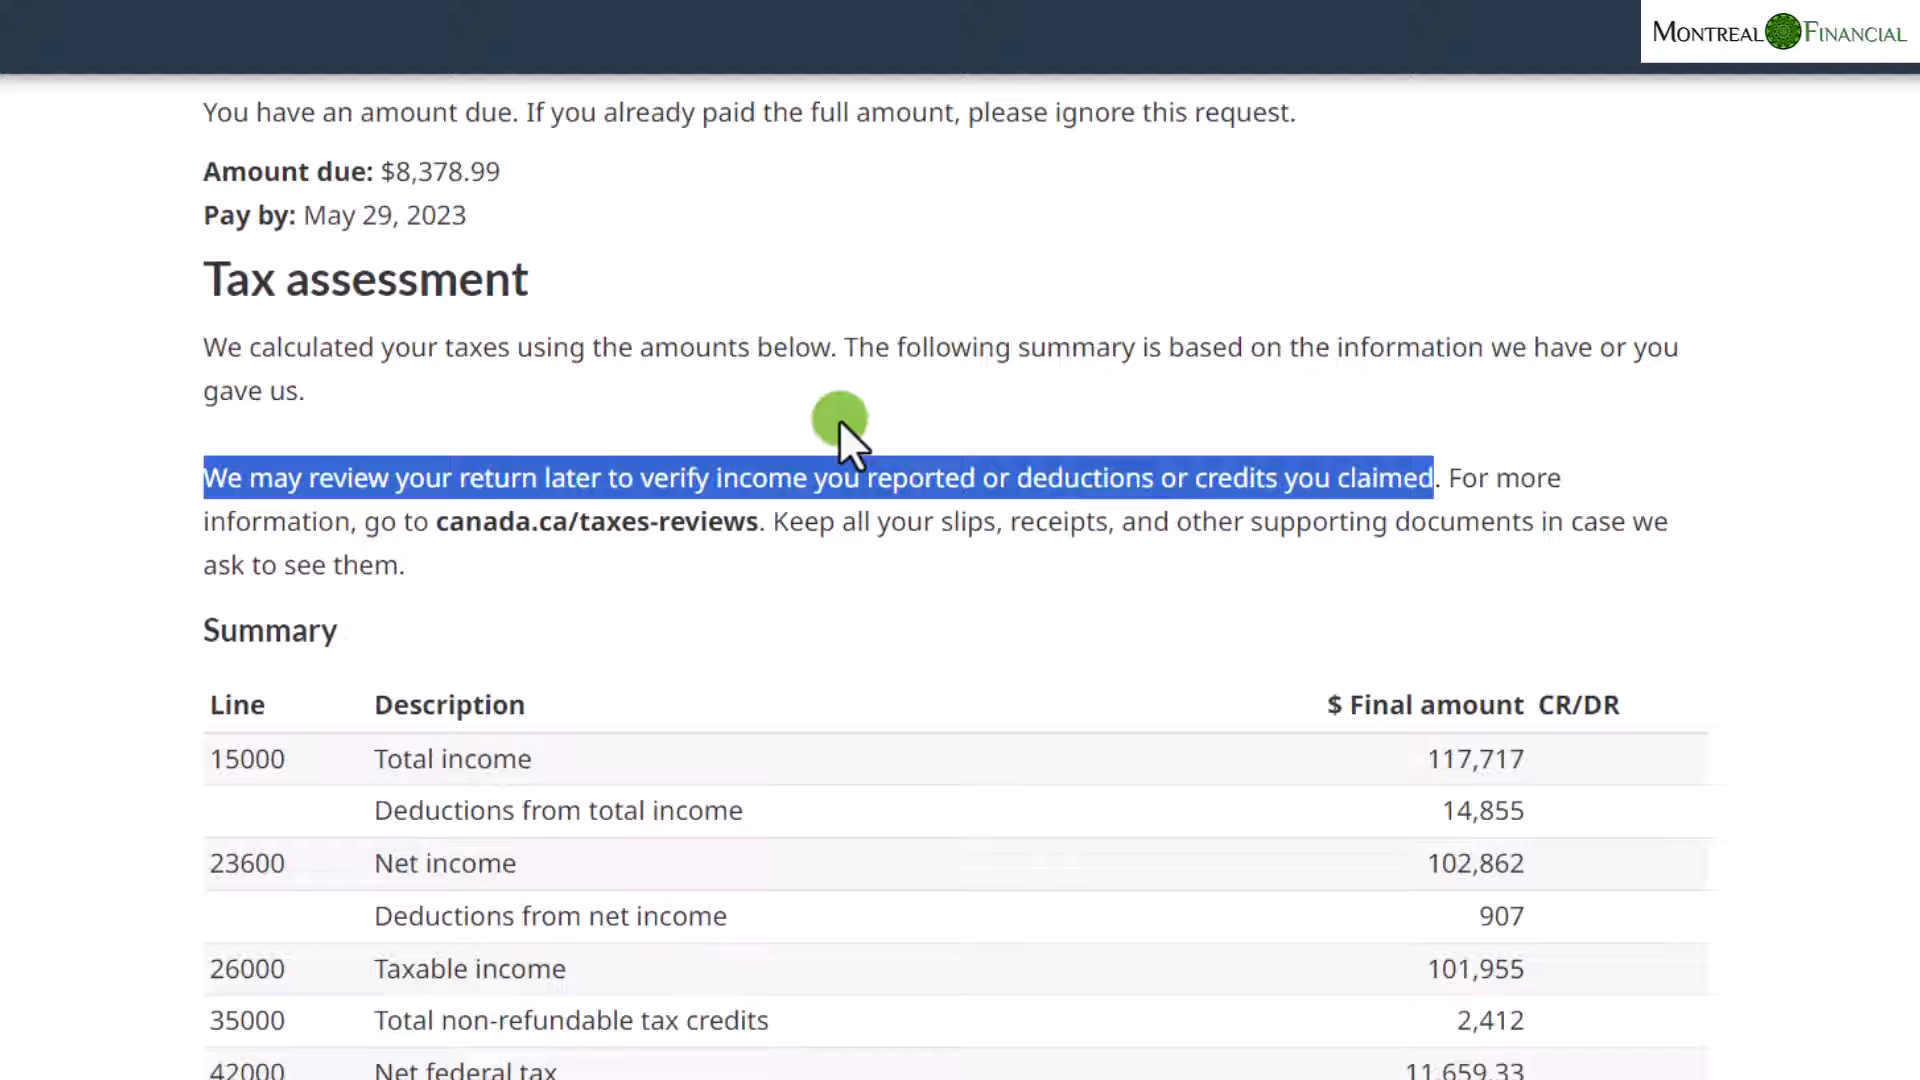 MONTREAL FINANCIAL
You have an amount due. If you already paid the full amount, please ignore this request.
Amount due: $8,378.99
Pay by: May 29, 2023
Tax assessment
We calculated your taxes using the amounts below. The following summary is based on the information we have or you
gave us.
We may review your return later to verify income you reported or deductions or credits you claimed. For more
information, go to canada.ca/taxes-reviews. Keep all your slips, receipts, and other supporting documents in case we
ask to see them.
Summary
Line Description $ Final amount CR/DR
15000 Total income 117,717
Deductions from total income 14,855
23600 Net income 102,862
Deductions from net income 907
26000 Taxable income 101,955
35000 Total non-refundable tax credits 2,412
42000 Net federal tax 11,659.33